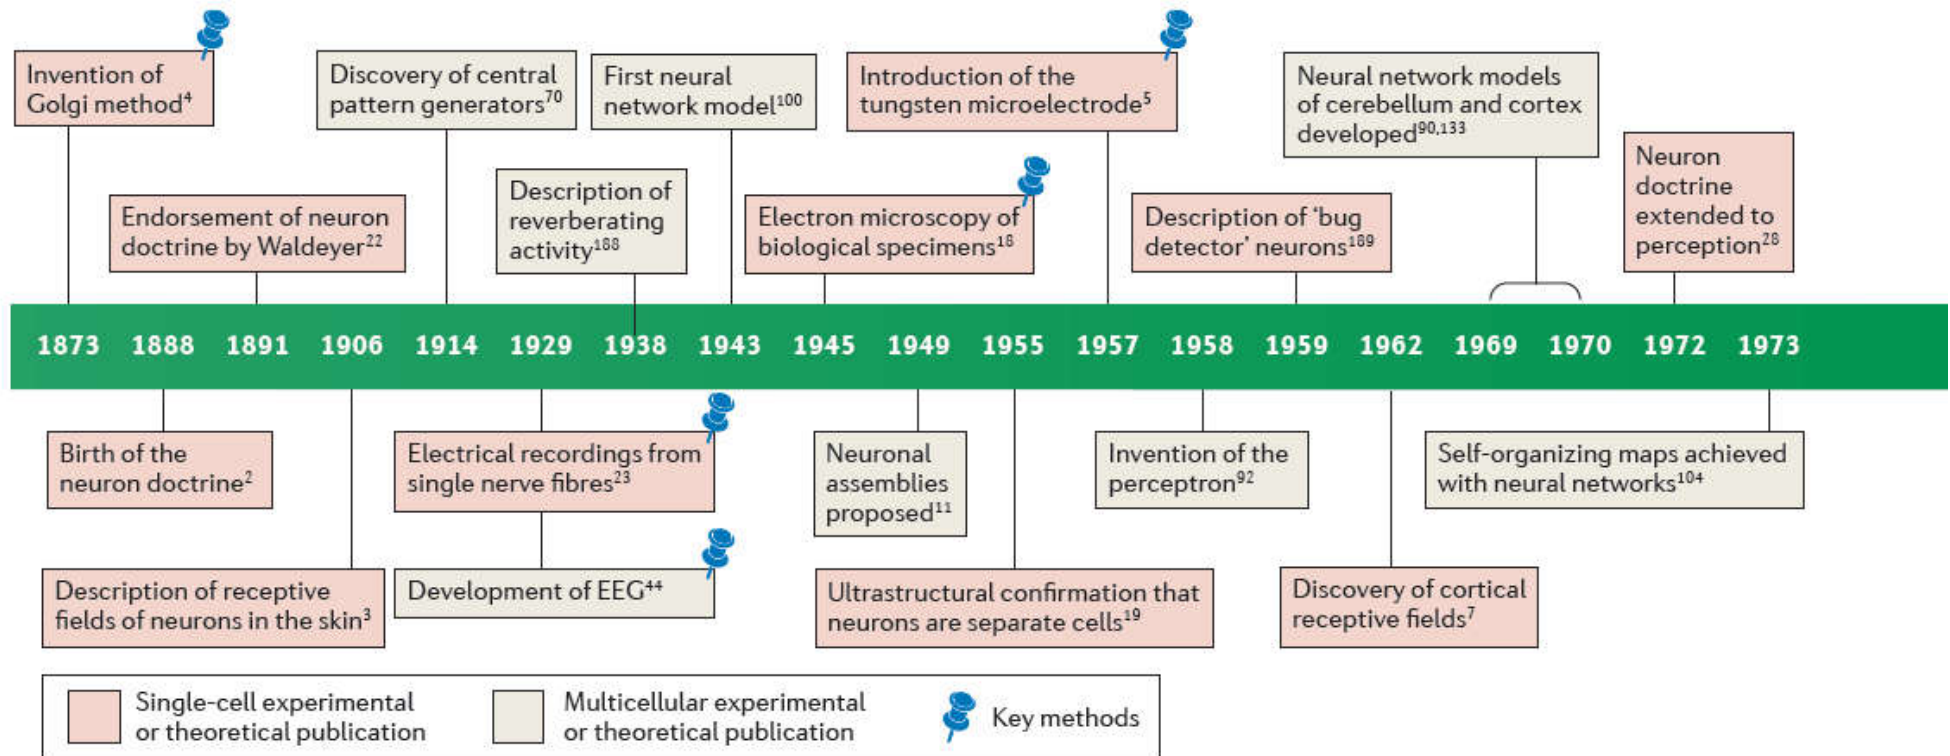 Invention of
Golgi method⁴
Discovery of central
pattern generators⁷⁰
First neural
network model¹⁰⁰
Introduction of the
tungsten microelectrode⁵
Neural network models
of cerebellum and cortex
developed⁹⁰,¹³³
Neuron
doctrine
extended to
perception²⁸
Endorsement of neuron
doctrine by Waldeyer²²
Description of
reverberating
activity¹⁸⁸
Electron microscopy of
biological specimens¹⁸
Description of ‘bug
detector’ neurons¹⁸⁹
1873 1888 1891 1906 1914 1929 1938 1943 1945 1949 1955 1957 1958 1959 1962 1969 1970 1972 1973
Birth of the
neuron doctrine²
Electrical recordings from
single nerve fibres²³
Neuronal
assemblies
proposed¹¹
Invention of the
perceptron⁹²
Self-organizing maps achieved
with neural networks¹⁰⁴
Description of receptive
fields of neurons in the skin³
Development of EEG⁴⁴
Ultrastructural confirmation that
neurons are separate cells¹⁹
Discovery of cortical
receptive fields⁷
Single-cell experimental
or theoretical publication
Multicellular experimental
or theoretical publication
Key methods